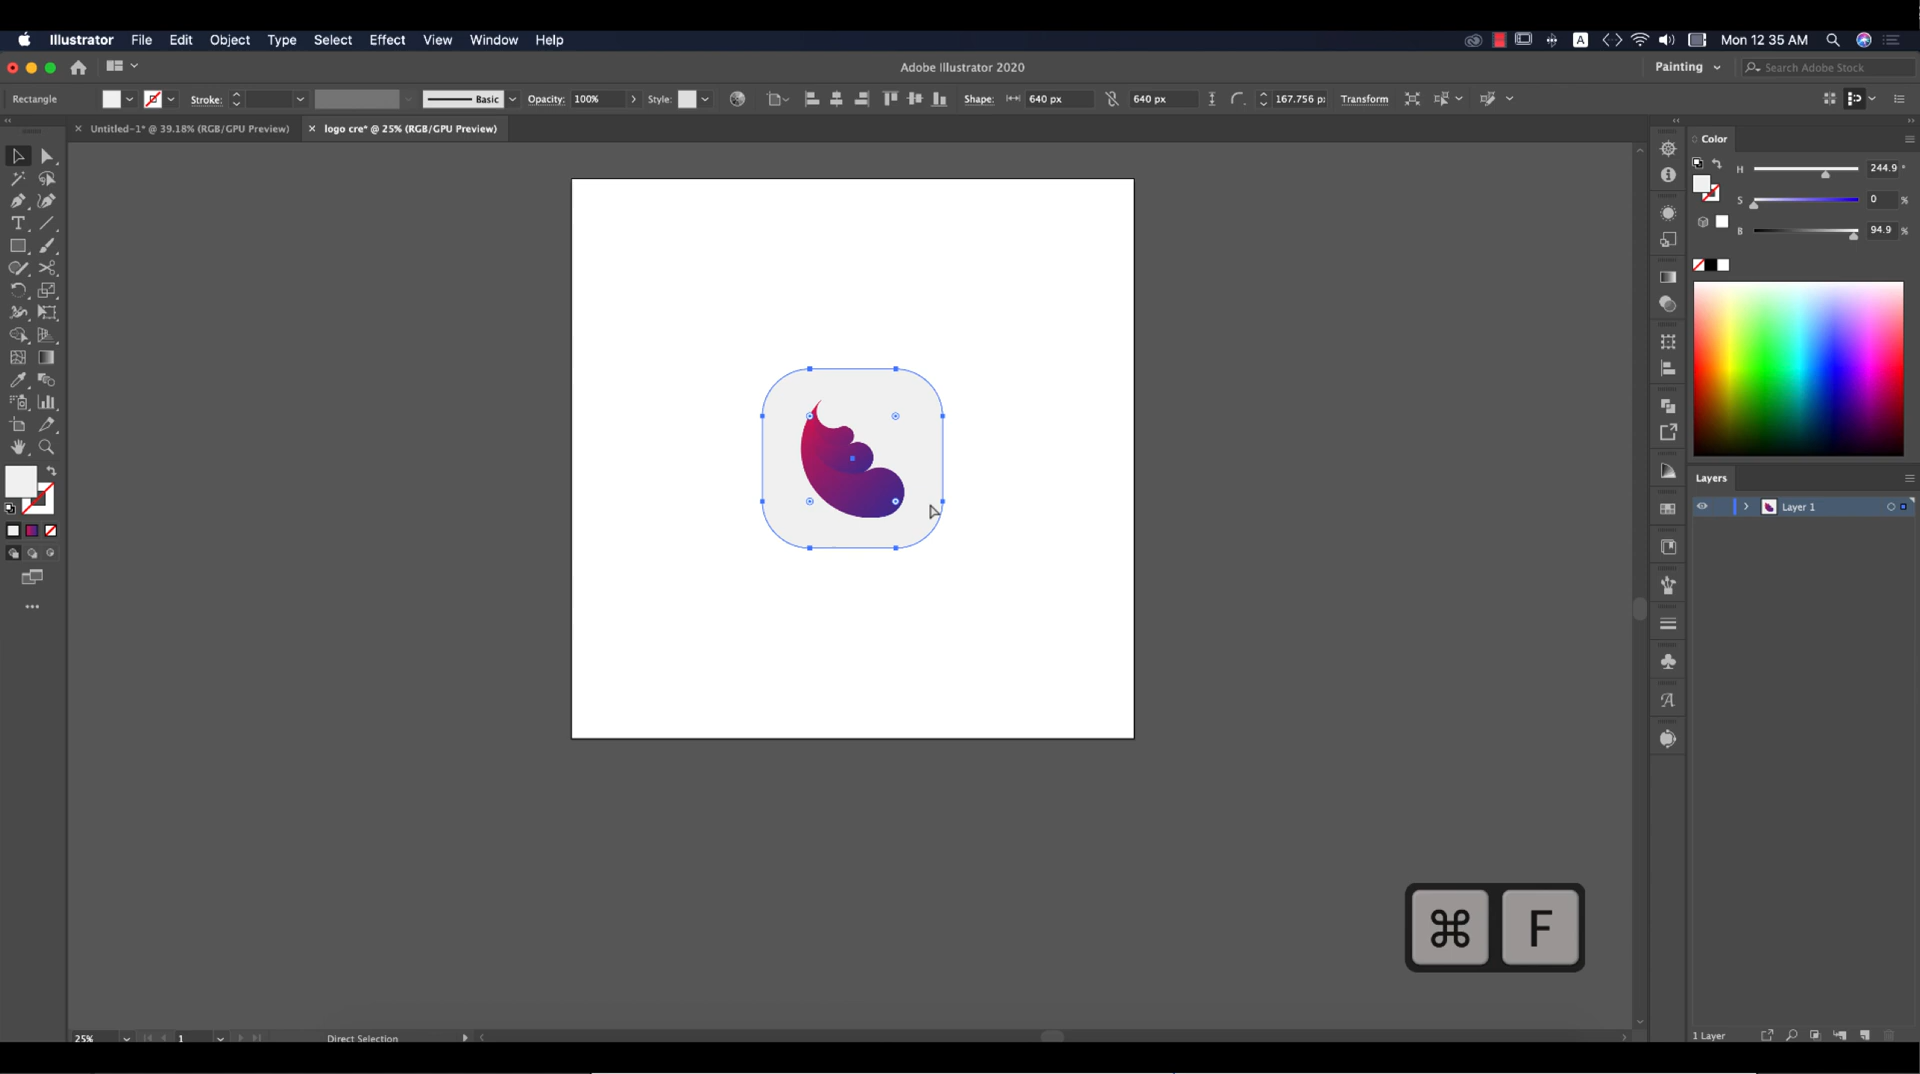 Illustrator File Edit Object Type Select Effect View Window Help A Mon 12 35 AM
Adobe Illustrator 2020 Painting Search Adobe Stock
Rectangle Stroke: Basic Opacity: 100% Style: Shape: 640 px 640 px 167.756 px Transform
Untitled-1* @ 39.18% (RGB/GPU Preview) logo cre* @ 25% (RGB/GPU Preview)
Color
H 244.9 °
S 0 %
B 94.9 %
Layers
Layer 1
⌘ F
25% 1 Direct Selection
1 Layer